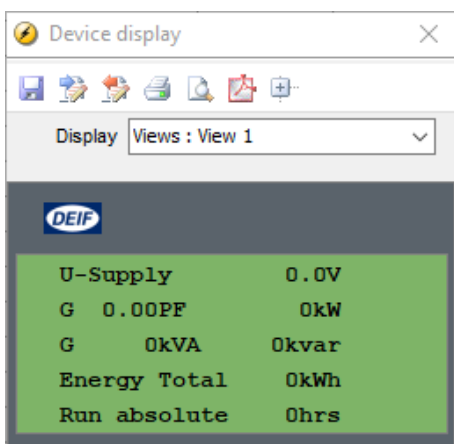 Device display
Display Views : View 1
DEIF
U-Supply 0.0V
G 0.00PF 0kW
G 0kVA 0kvar
Energy Total 0kWh
Run absolute 0hrs